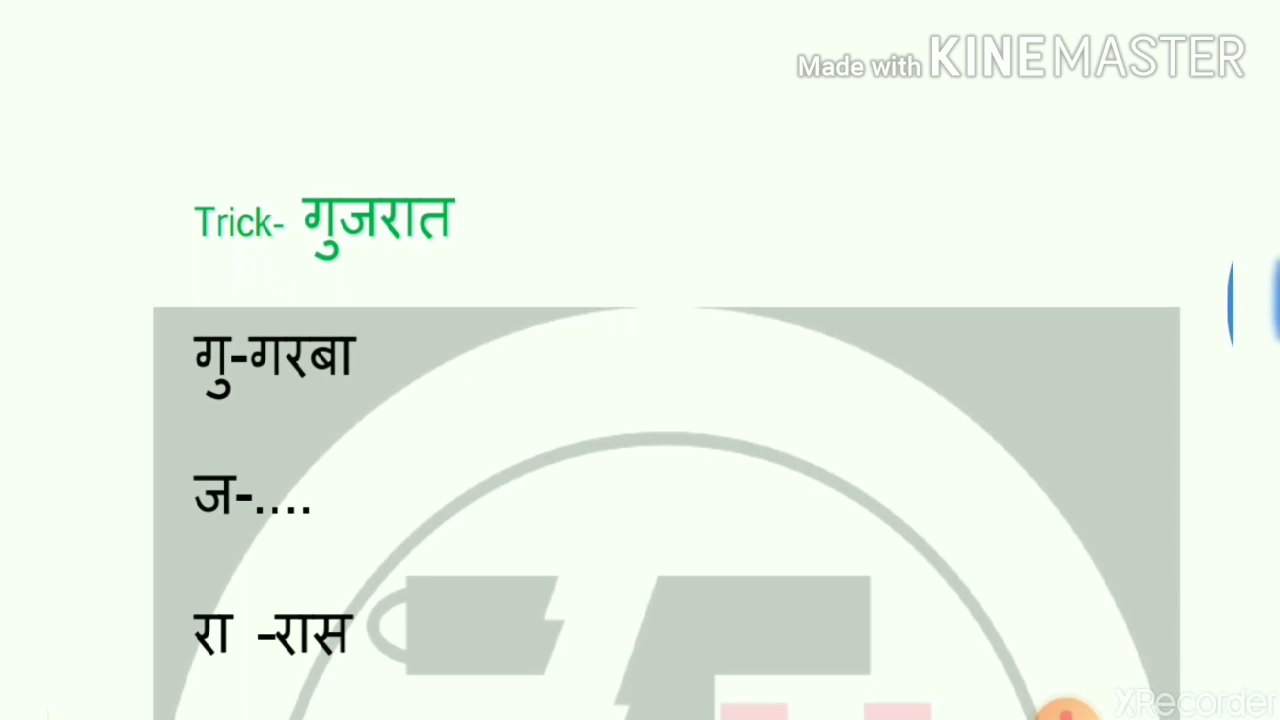 Made with KINEMASTER
Trick- गुजरात
गु-गरबा
ज-....
रा -रास
XRecorder